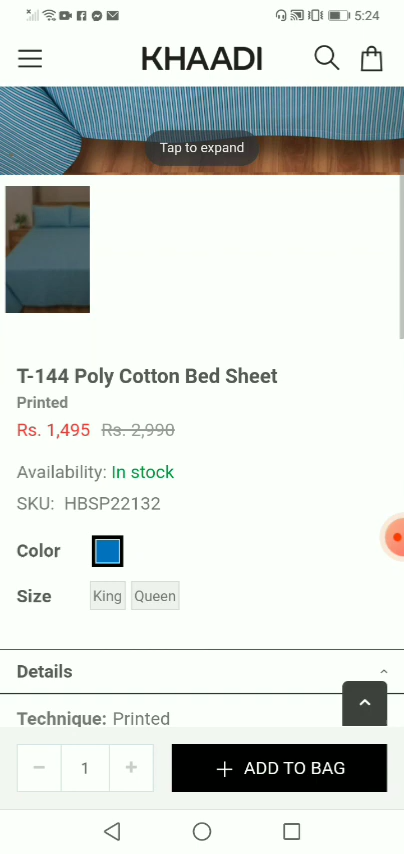 5:24
KHAADI
Tap to expand
T-144 Poly Cotton Bed Sheet
Printed
Rs. 1,495 Rs. 2,990
Availability: In stock
SKU: HBSP22132
Color
Size King Queen
Details
Technique: Printed
− 1 +
+ ADD TO BAG